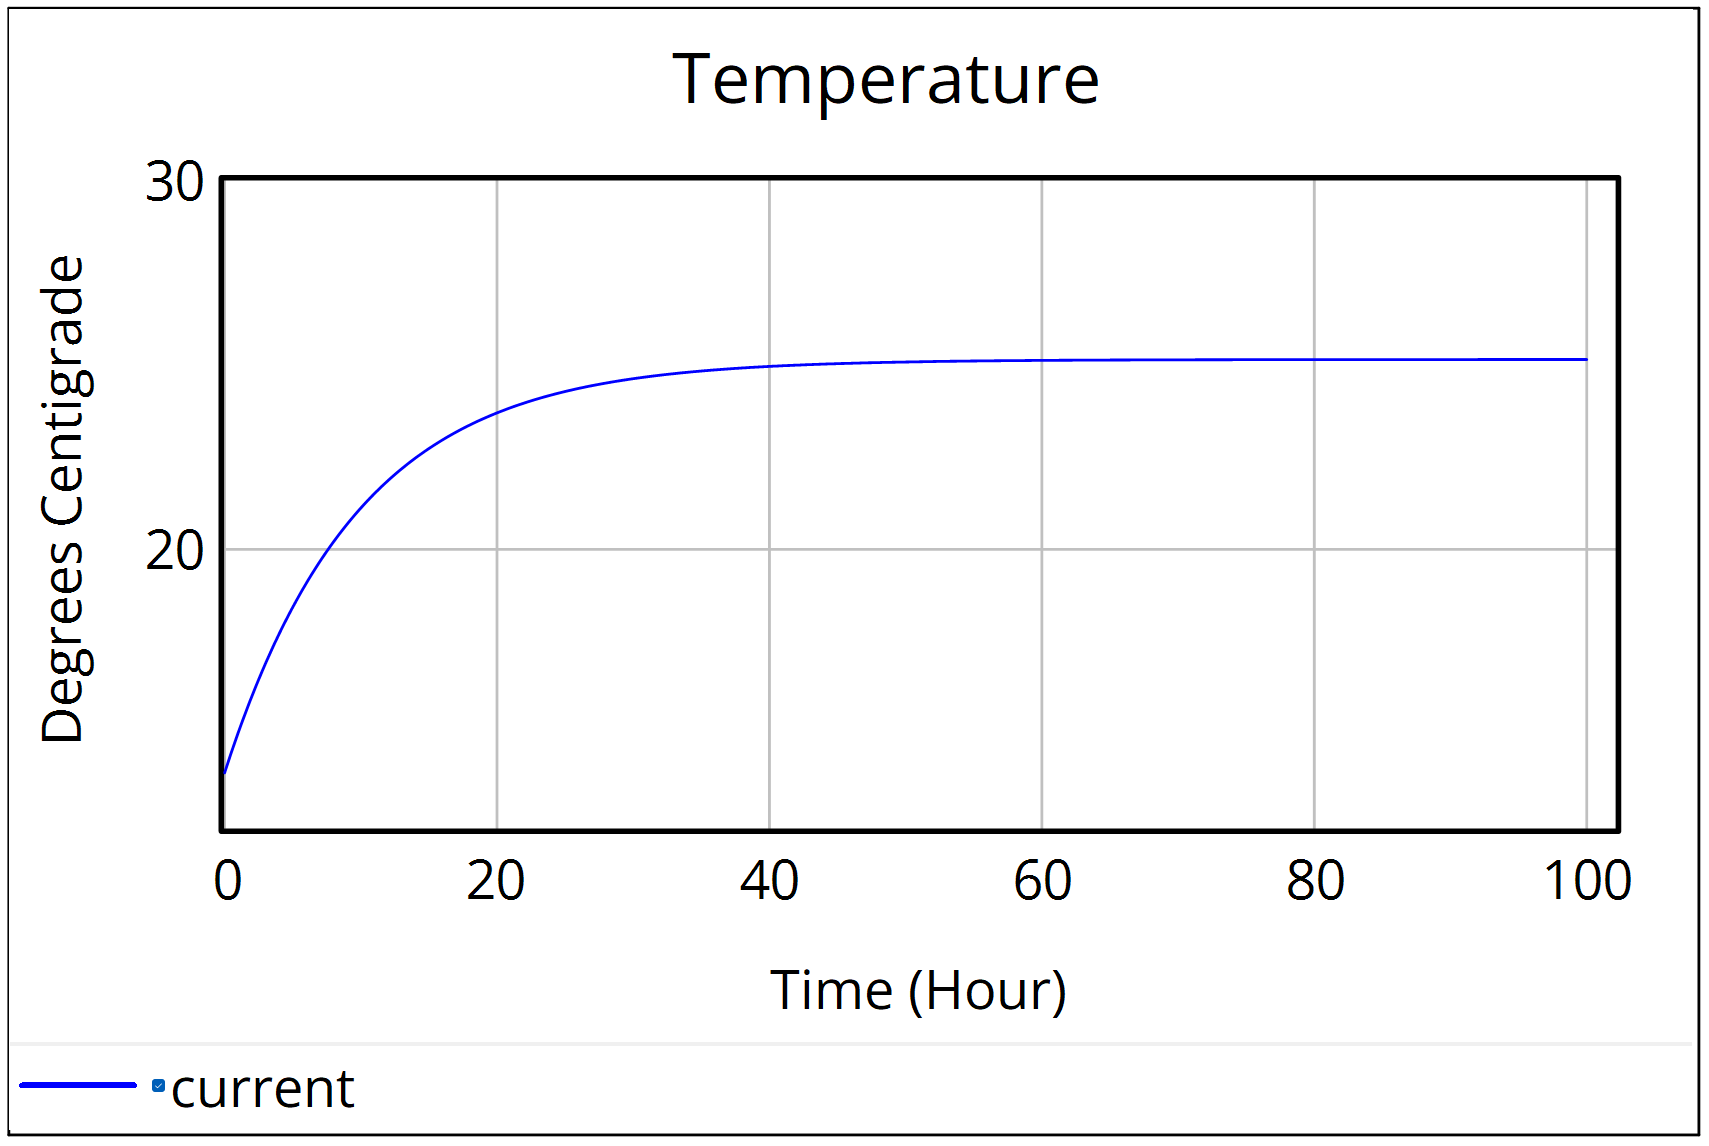 Temperature
30
20
Degrees Centigrade
0 20 40 60 80 100
Time (Hour)
current